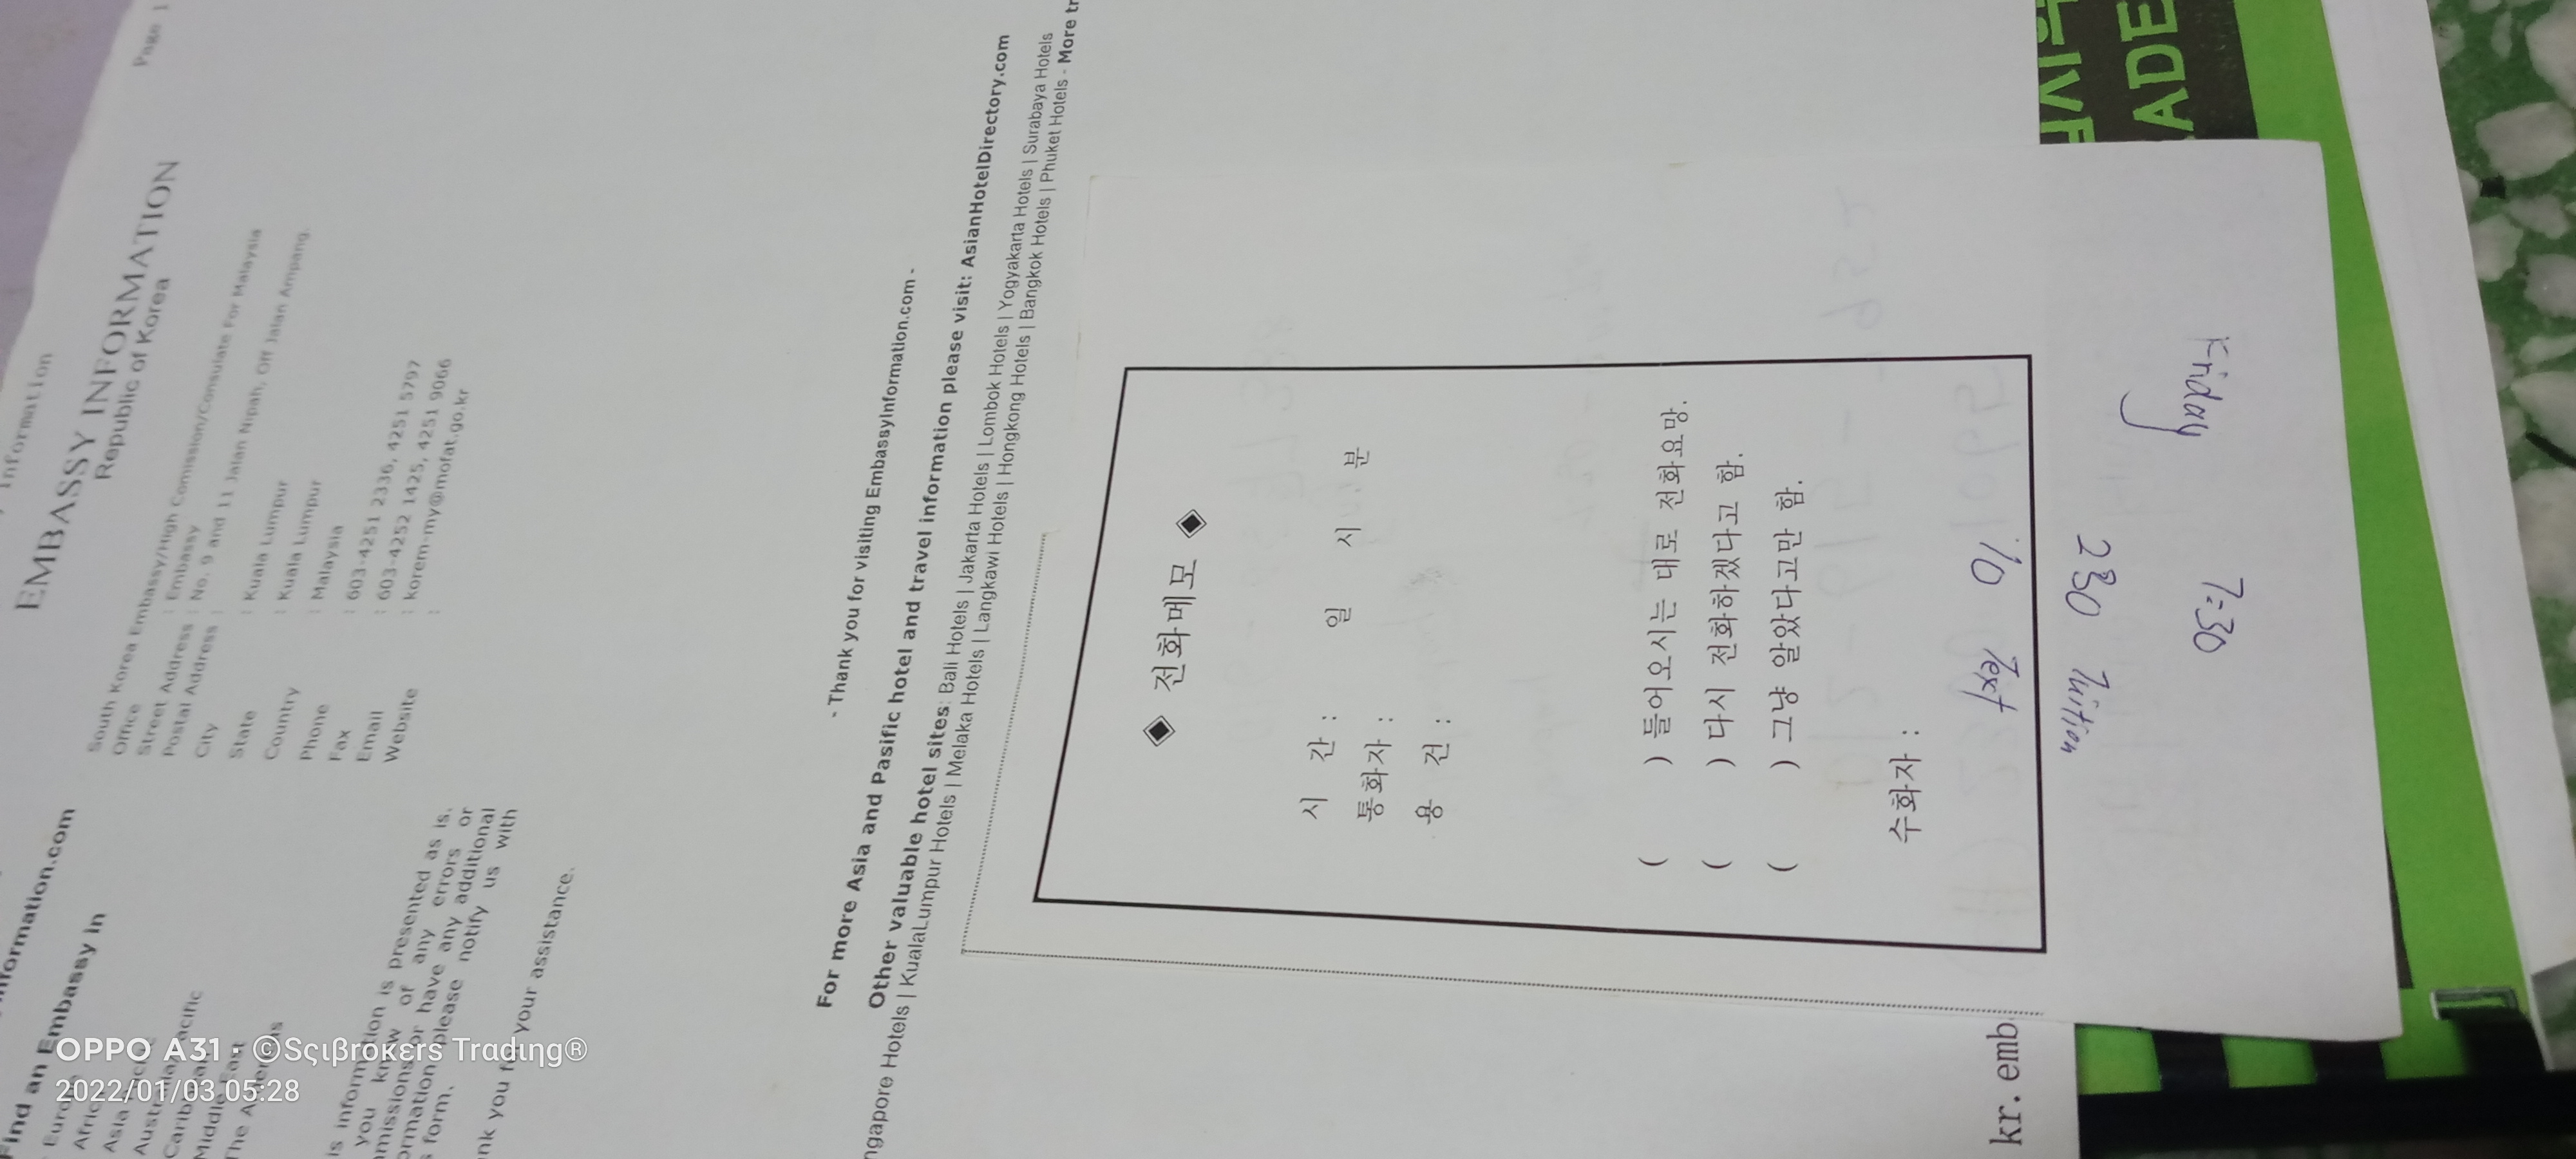 Information
Page 1
EMBASSY INFORMATION
Republic of Korea
nformation.com
Find an Embassy in
Europe
Africa
Asia Pacific
Australia/Pacific
Caribbean
Middle East
The Americas
is information is presented as is.
you know of any errors or
missions or have any additional
ormation please notify us with
s form.
nk you for your assistance.
South Korea Embassy/High Comission/Consulate For Malaysia
Office : Embassy
Street Address : No. 9 and 11 Jalan Nipah, Off Jalan Ampang.
Postal Address :
City : Kuala Lumpur
State : Kuala Lumpur
Country : Malaysia
Phone : 603-4251 2336, 4251 5797
Fax : 603-4252 1425, 4251 9066
Email : korem-my@mofat.go.kr
Website :
OPPO A31 · ©Sςιβrokers Tradιng®
2022/01/03 05:28
- Thank you for visiting EmbassyInformation.com -
For more Asia and Pasific hotel and travel information please visit: AsianHotelDirectory.com
Other valuable hotel sites: Bali Hotels | Jakarta Hotels | Lombok Hotels | Yogyakarta Hotels | Surabaya Hotels
ngapore Hotels | KualaLumpur Hotels | Melaka Hotels | Langkawi Hotels | Hongkong Hotels | Bangkok Hotels | Phuket Hotels - More tr
◈ 전화메모 ◈
시 간 : 일 시 분
통화자 :
용 건 :
( ) 들어오시는 대로 전화요망.
( ) 다시 전화하겠다고 함.
( ) 그냥 알았다고만 함.
수화자 :
kr.emb
Friday
7:30
230 Tuition
10 Text
ADE